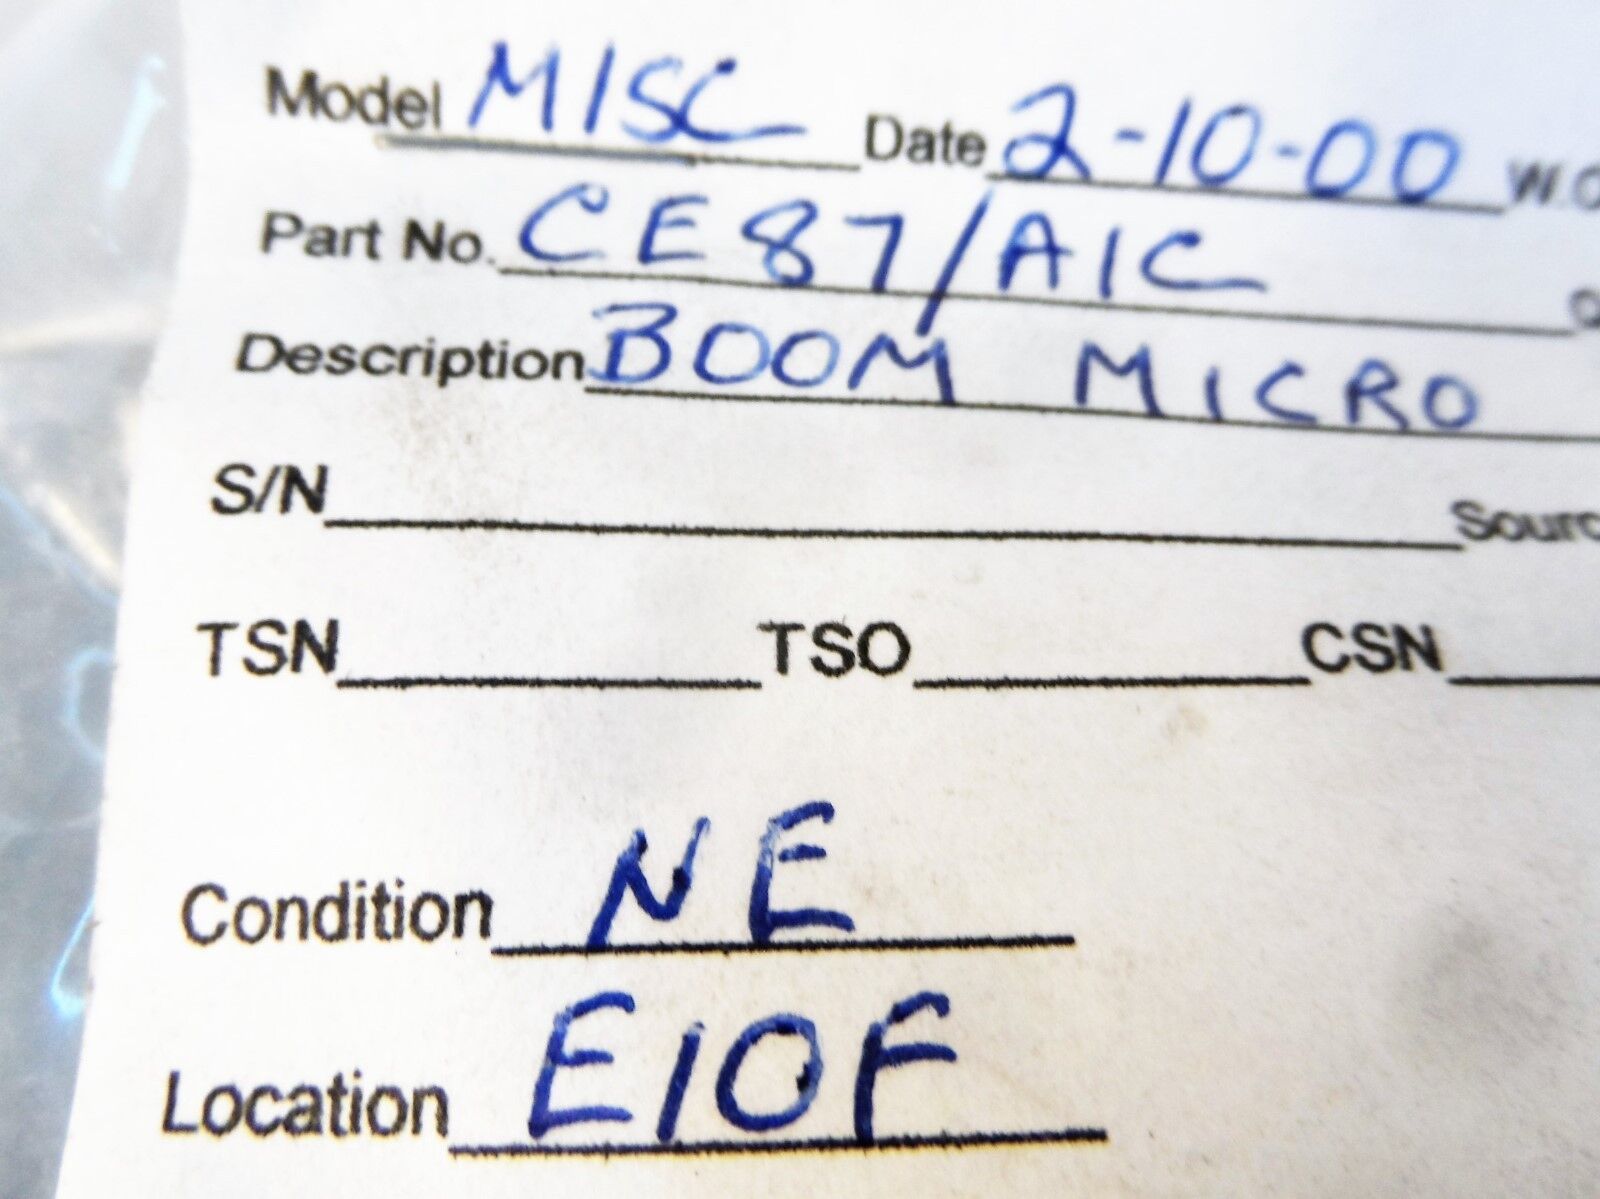 Model MISC Date 2-10-00 W.O
Part No. CE87/AIC
Description BOOM MICRO
S/N Sourc
TSN TSO CSN
Condition NE
Location E10F